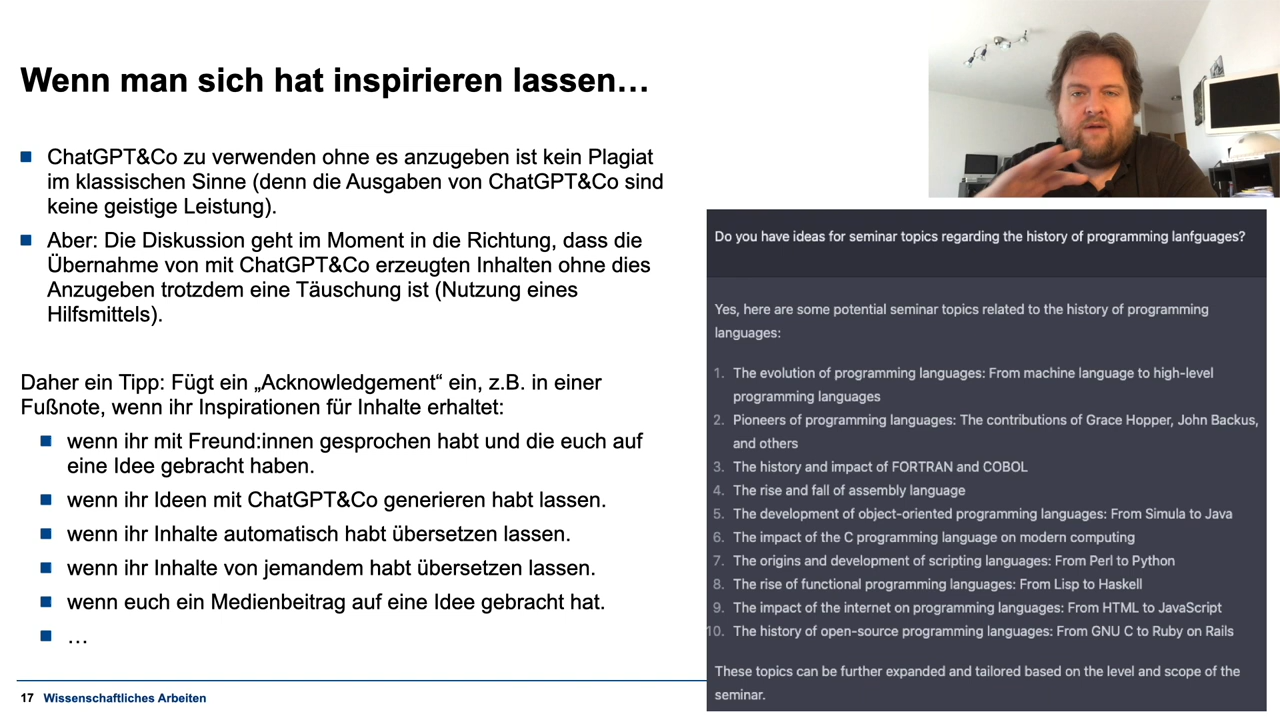 Wenn man sich hat inspirieren lassen…
ChatGPT&Co zu verwenden ohne es anzugeben ist kein Plagiat
im klassischen Sinne (denn die Ausgaben von ChatGPT&Co sind
keine geistige Leistung).
Aber: Die Diskussion geht im Moment in die Richtung, dass die
Übernahme von mit ChatGPT&Co erzeugten Inhalten ohne dies
Anzugeben trotzdem eine Täuschung ist (Nutzung eines
Hilfsmittels).
Daher ein Tipp: Fügt ein „Acknowledgement“ ein, z.B. in einer
Fußnote, wenn ihr Inspirationen für Inhalte erhaltet:
wenn ihr mit Freund:innen gesprochen habt und die euch auf
eine Idee gebracht haben.
wenn ihr Ideen mit ChatGPT&Co generieren habt lassen.
wenn ihr Inhalte automatisch habt übersetzen lassen.
wenn ihr Inhalte von jemandem habt übersetzen lassen.
wenn euch ein Medienbeitrag auf eine Idee gebracht hat.
…
17 Wissenschaftliches Arbeiten
Do you have ideas for seminar topics regarding the history of programming lanfguages?
Yes, here are some potential seminar topics related to the history of programming
languages:
1. The evolution of programming languages: From machine language to high-level
programming languages
2. Pioneers of programming languages: The contributions of Grace Hopper, John Backus,
and others
3. The history and impact of FORTRAN and COBOL
4. The rise and fall of assembly language
5. The development of object-oriented programming languages: From Simula to Java
6. The impact of the C programming language on modern computing
7. The origins and development of scripting languages: From Perl to Python
8. The rise of functional programming languages: From Lisp to Haskell
9. The impact of the internet on programming languages: From HTML to JavaScript
10. The history of open-source programming languages: From GNU C to Ruby on Rails
These topics can be further expanded and tailored based on the level and scope of the
seminar.